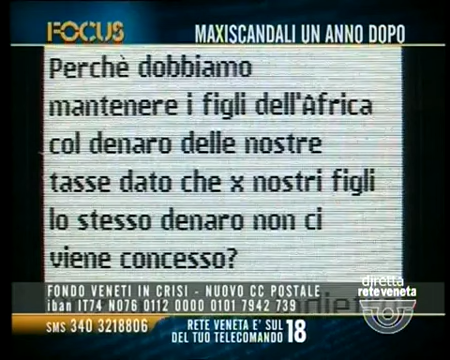 FOCUS
MAXISCANDALI UN ANNO DOPO
Perchè dobbiamo
mantenere i figli dell'Africa
col denaro delle nostre
tasse dato che x nostri figli
lo stesso denaro non ci
viene concesso?
FONDO VENETI IN CRISI - NUOVO CC POSTALE
iban IT74 N076 0112 0000 0101 7942 739
diretta
reteveneta
SMS 340 3218806
RETE VENETA E' SUL
DEL TUO TELECOMANDO 18